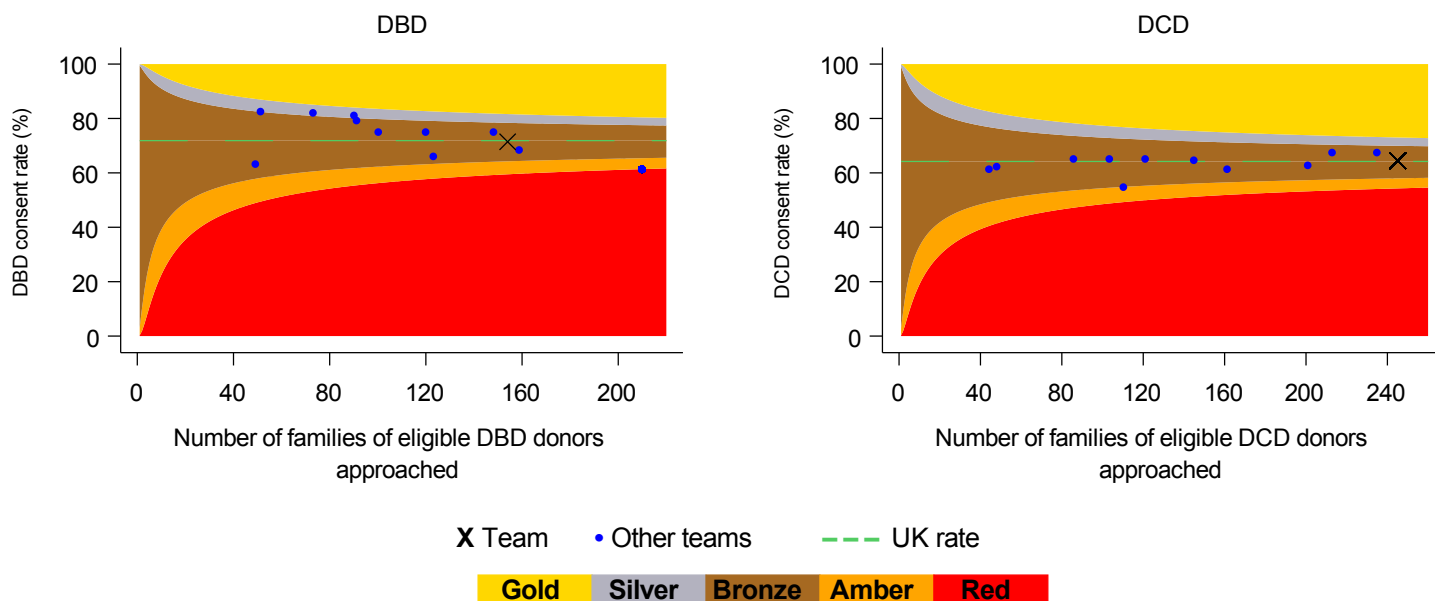 DBD
DBD consent rate (%)
100
80
60
40
20
0
0 40 80 120 160 200
Number of families of eligible DBD donors
approached
DCD
DCD consent rate (%)
100
80
60
40
20
0
0 40 80 120 160 200 240
Number of families of eligible DCD donors
approached
X Team Other teams UK rate
Gold Silver Bronze Amber Red